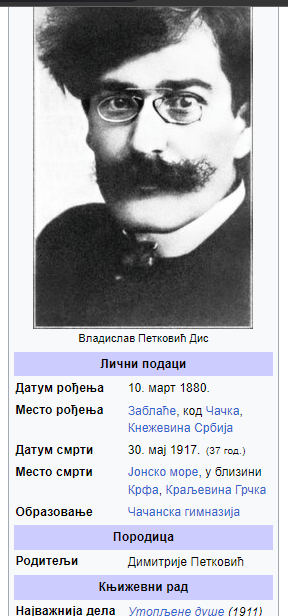 Владислав Петковић Дис
Лични подаци
Датум рођења 10. март 1880.
Место рођења Заблаће, код Чачка,
Кнежевина Србија
Датум смрти 30. мај 1917. (37 год.)
Место смрти Јонско море, у близини
Крфа, Краљевина Грчка
Образовање Чачанска гимназија
Породица
Родитељи Димитрије Петковић
Књижевни рад
Најважнија дела Утопљене душе (1911)